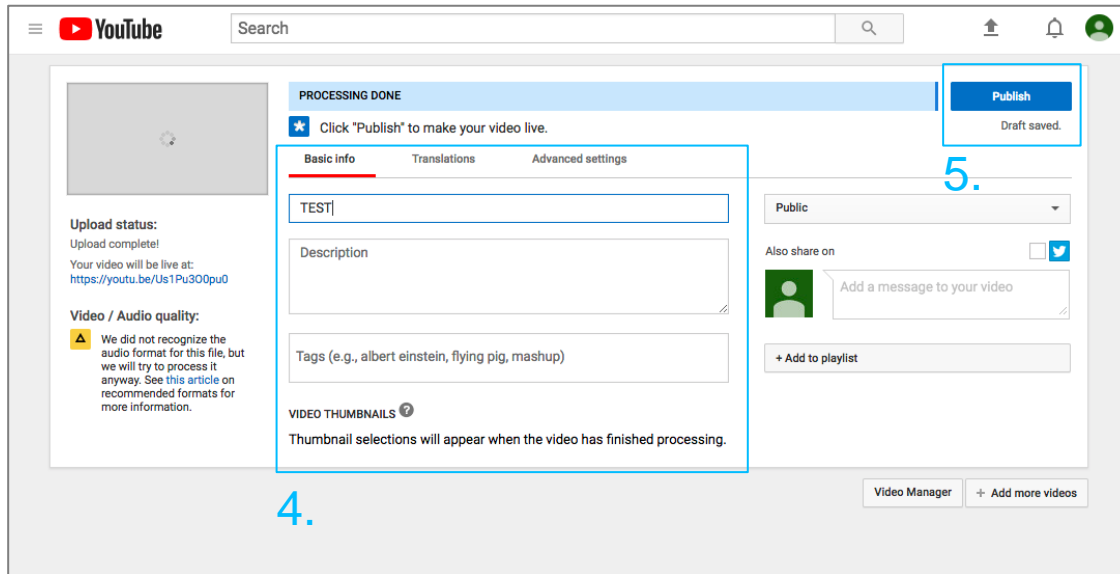 YouTube
Search
PROCESSING DONE
Publish
Click "Publish" to make your video live.
Draft saved.
5.
Basic info Translations Advanced settings
TEST
Public
Upload status:
Upload complete!
Your video will be live at:
https://youtu.be/Us1Pu3O0pu0
Description
Also share on
Add a message to your video
Video / Audio quality:
We did not recognize the
audio format for this file, but
we will try to process it
anyway. See this article on
recommended formats for
more information.
Tags (e.g., albert einstein, flying pig, mashup)
+ Add to playlist
VIDEO THUMBNAILS ?
Thumbnail selections will appear when the video has finished processing.
4.
Video Manager
+ Add more videos